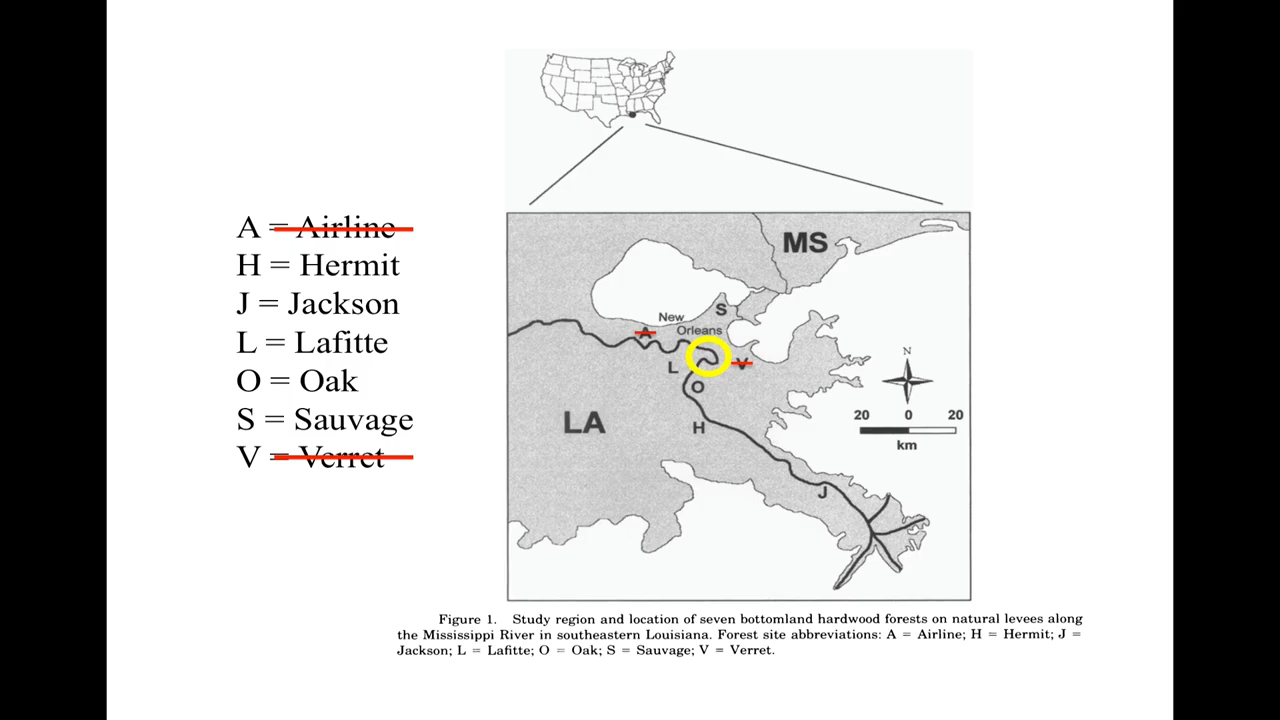 A = Airline
H = Hermit
J = Jackson
L = Lafitte
O = Oak
S = Sauvage
V = Verret
MS
S
New
Orleans
A
V
L
O
LA
H
J
N
20 0 20
km
Figure 1. Study region and location of seven bottomland hardwood forests on natural levees along
the Mississippi River in southeastern Louisiana. Forest site abbreviations: A = Airline; H = Hermit; J =
Jackson; L = Lafitte; O = Oak; S = Sauvage; V = Verret.